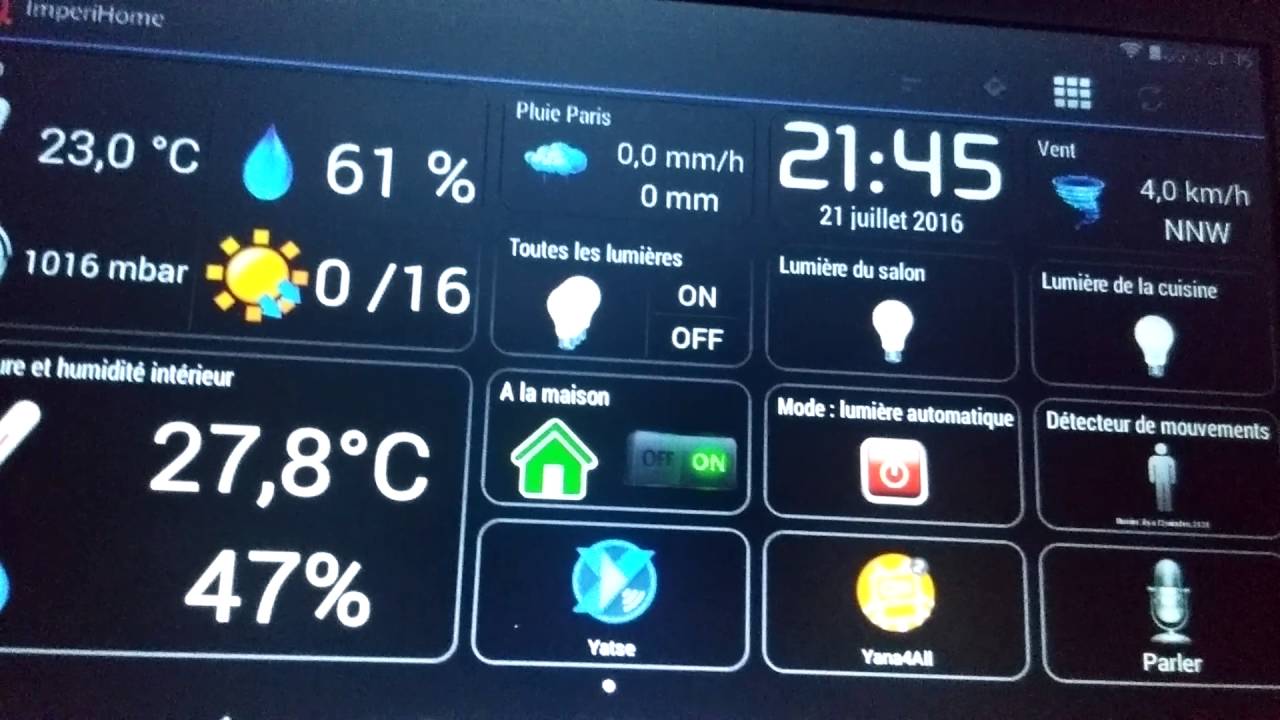 ImperiHome
23,0 °C
61 %
Pluie Paris
0,0 mm/h
0 mm
21:45
21 juillet 2016
Vent
4,0 km/h
NNW
1016 mbar
0 /16
Toutes les lumières
ON
OFF
Lumière du salon
Lumière de la cuisine
ure et humidité intérieur
27,8°C
47%
A la maison
OFF ON
Mode : lumière automatique
Détecteur de mouvements
Yatse
Yana4All
Parler